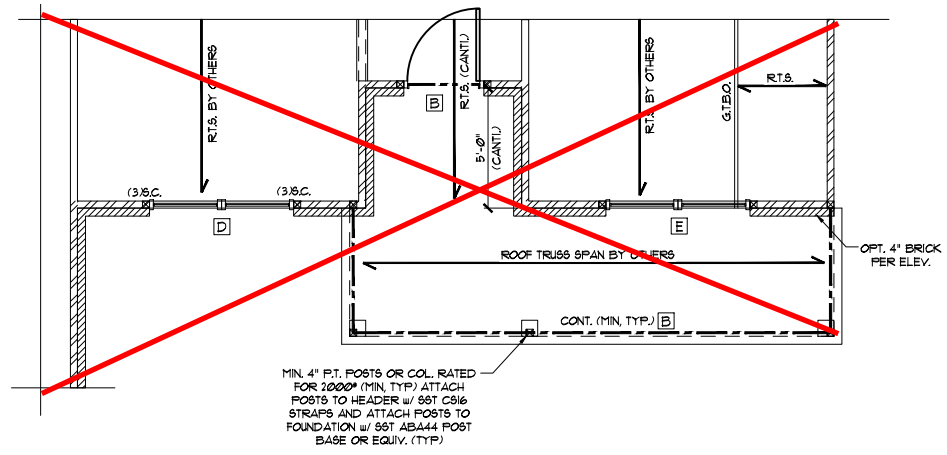 R.T.S. BY OTHERS
R.T.S. (CANTI.)
R.T.S. BY OTHERS
G.T.B.O.
R.T.S.
B
5'-0"
(CANTI.)
(3)S.C.
(3)S.C.
D
E
OPT. 4" BRICK
PER ELEV.
ROOF TRUSS SPAN BY OTHERS
CONT. (MIN, TYP.) B
MIN. 4" P.T. POSTS OR COL. RATED
FOR 2000# (MIN, TYP) ATTACH
POSTS TO HEADER w/ SST CS16
STRAPS AND ATTACH POSTS TO
FOUNDATION w/ SST ABA44 POST
BASE OR EQUIV. (TYP)